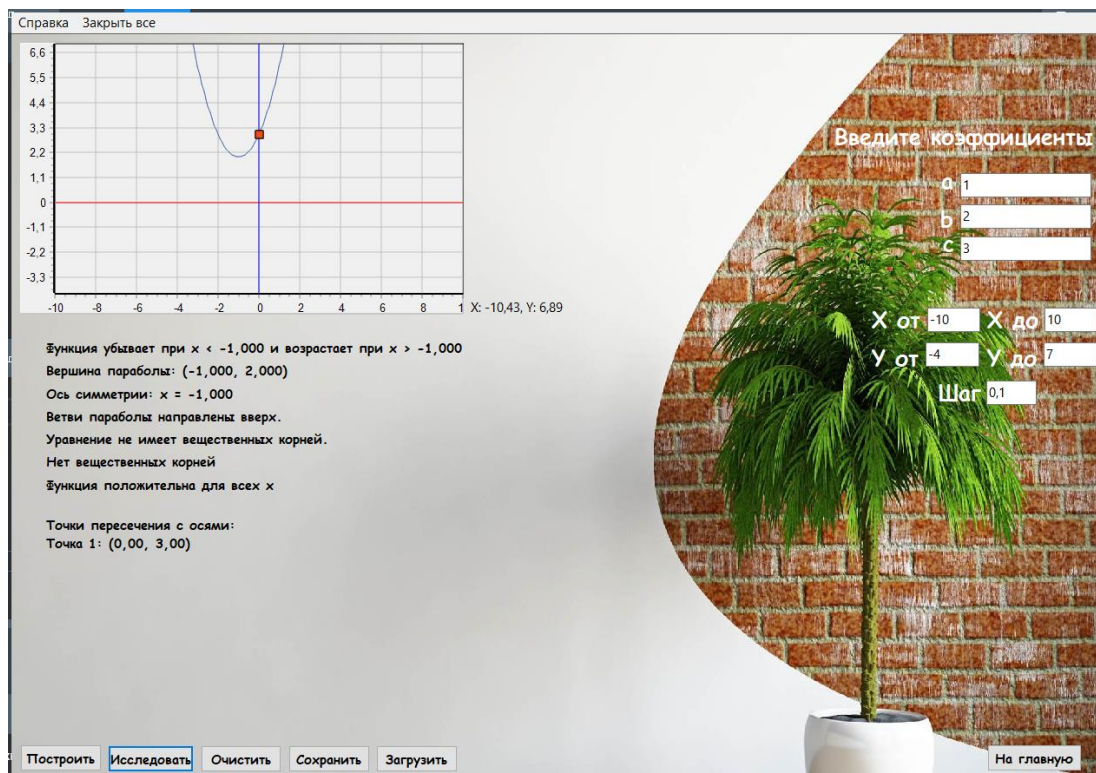 Справка Закрыть все
6,6
5,5
4,4
3,3
2,2
1,1
0
-1,1
-2,2
-3,3
-10 -8 -6 -4 -2 0 2 4 6 8 1
X: -10,43, Y: 6,89
Введите коэффициенты
a 1
b 2
c 3
X от -10 X до 10
Y от -4 Y до 7
Шаг 0,1
Функция убывает при x < -1,000 и возрастает при x > -1,000
Вершина параболы: (-1,000, 2,000)
Ось симметрии: x = -1,000
Ветви параболы направлены вверх.
Уравнение не имеет вещественных корней.
Нет вещественных корней
Функция положительна для всех x
Точки пересечения с осями:
Точка 1: (0,00, 3,00)
Построить Исследовать Очистить Сохранить Загрузить На главную